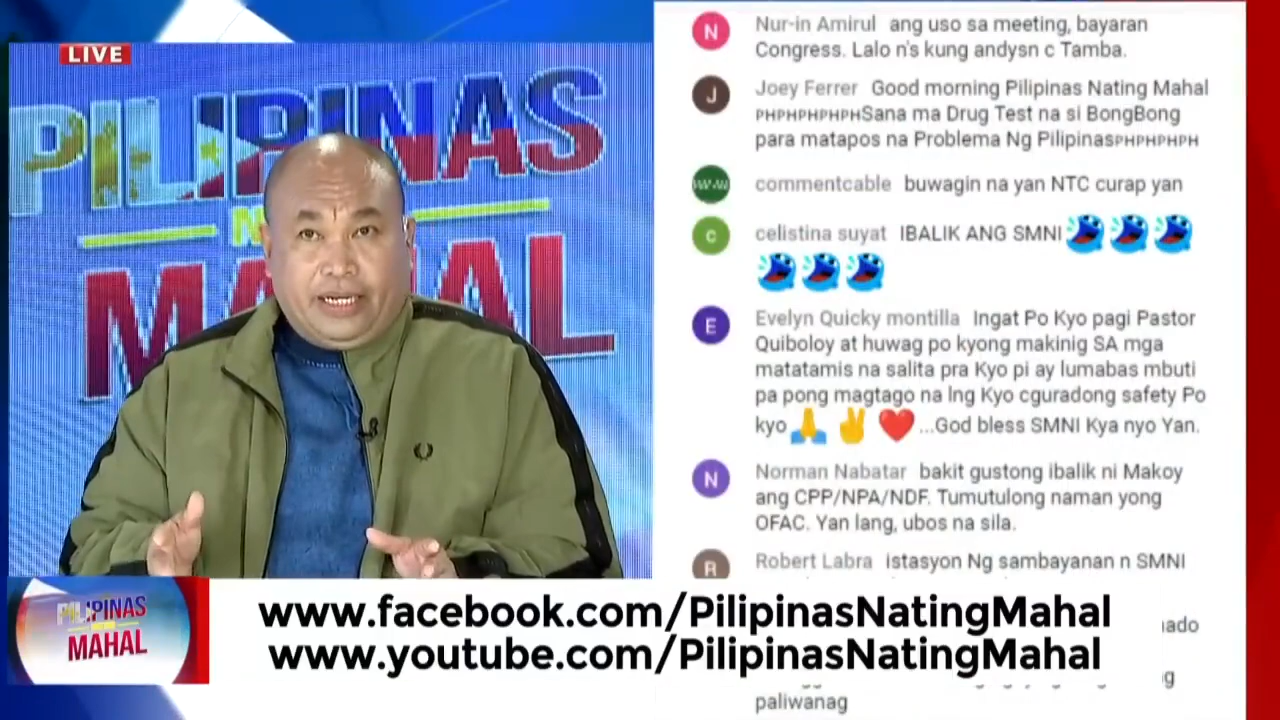 LIVE
PILIPINAS
N
MAHAL
Nur-in Amirul ang uso sa meeting, bayaran
Congress. Lalo n's kung andysn c Tamba.
Joey Ferrer Good morning Pilipinas Nating Mahal
PHPHPHPHPHSana ma Drug Test na si BongBong
para matapos na Problema Ng PilipinasPHPHPHPH
commentcable buwagin na yan NTC curap yan
celistina suyat IBALIK ANG SMNI
Evelyn Quicky montilla Ingat Po Kyo pagi Pastor
Quiboloy at huwag po kyong makinig SA mga
matatamis na salita pra Kyo pi ay lumabas mbuti
pa pong magtago na lng Kyo cguradong safety Po
kyo🙏 ✌ ❤...God bless SMNI Kya nyo Yan.
Norman Nabatar bakit gustong ibalik ni Makoy
ang CPP/NPA/NDF. Tumutulong naman yong
OFAC. Yan lang, ubos na sila.
Robert Labra istasyon Ng sambayanan n SMNI
paliwanag
PILIPINAS
MAHAL
www.facebook.com/PilipinasNatingMahal
www.youtube.com/PilipinasNatingMahal